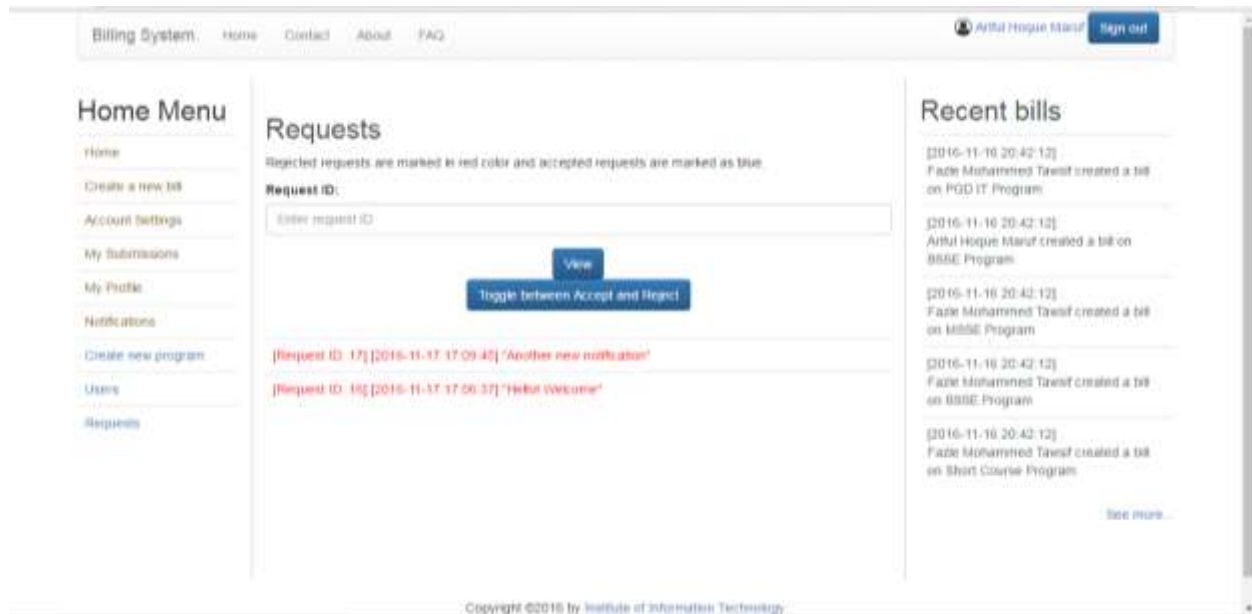 Billing System Home Contact About FAQ
Ariful Hoque Maruf Sign out
Home Menu
Home
Create a new bill
Account Settings
My Submissions
My Profile
Notifications
Create new program
Users
Requests
Requests
Rejected requests are marked in red color and accepted requests are marked as blue.
Request ID:
Enter request ID
View
Toggle between Accept and Reject
[Request ID: 17] [2016-11-17 17:09:45] "Another new notification"
[Request ID: 16] [2016-11-17 17:06:37] "Hello! Welcome"
Recent bills
[2016-11-16 20:42:12]
Fazle Mohammed Tawsif created a bill
on PGD IT Program
[2016-11-16 20:42:12]
Ariful Hoque Maruf created a bill on
BSSE Program
[2016-11-16 20:42:12]
Fazle Mohammed Tawsif created a bill
on MSSE Program
[2016-11-16 20:42:12]
Fazle Mohammed Tawsif created a bill
on BSSE Program
[2016-11-16 20:42:12]
Fazle Mohammed Tawsif created a bill
on Short Course Program
See more...
Copyright ©2016 by Institute of Information Technology